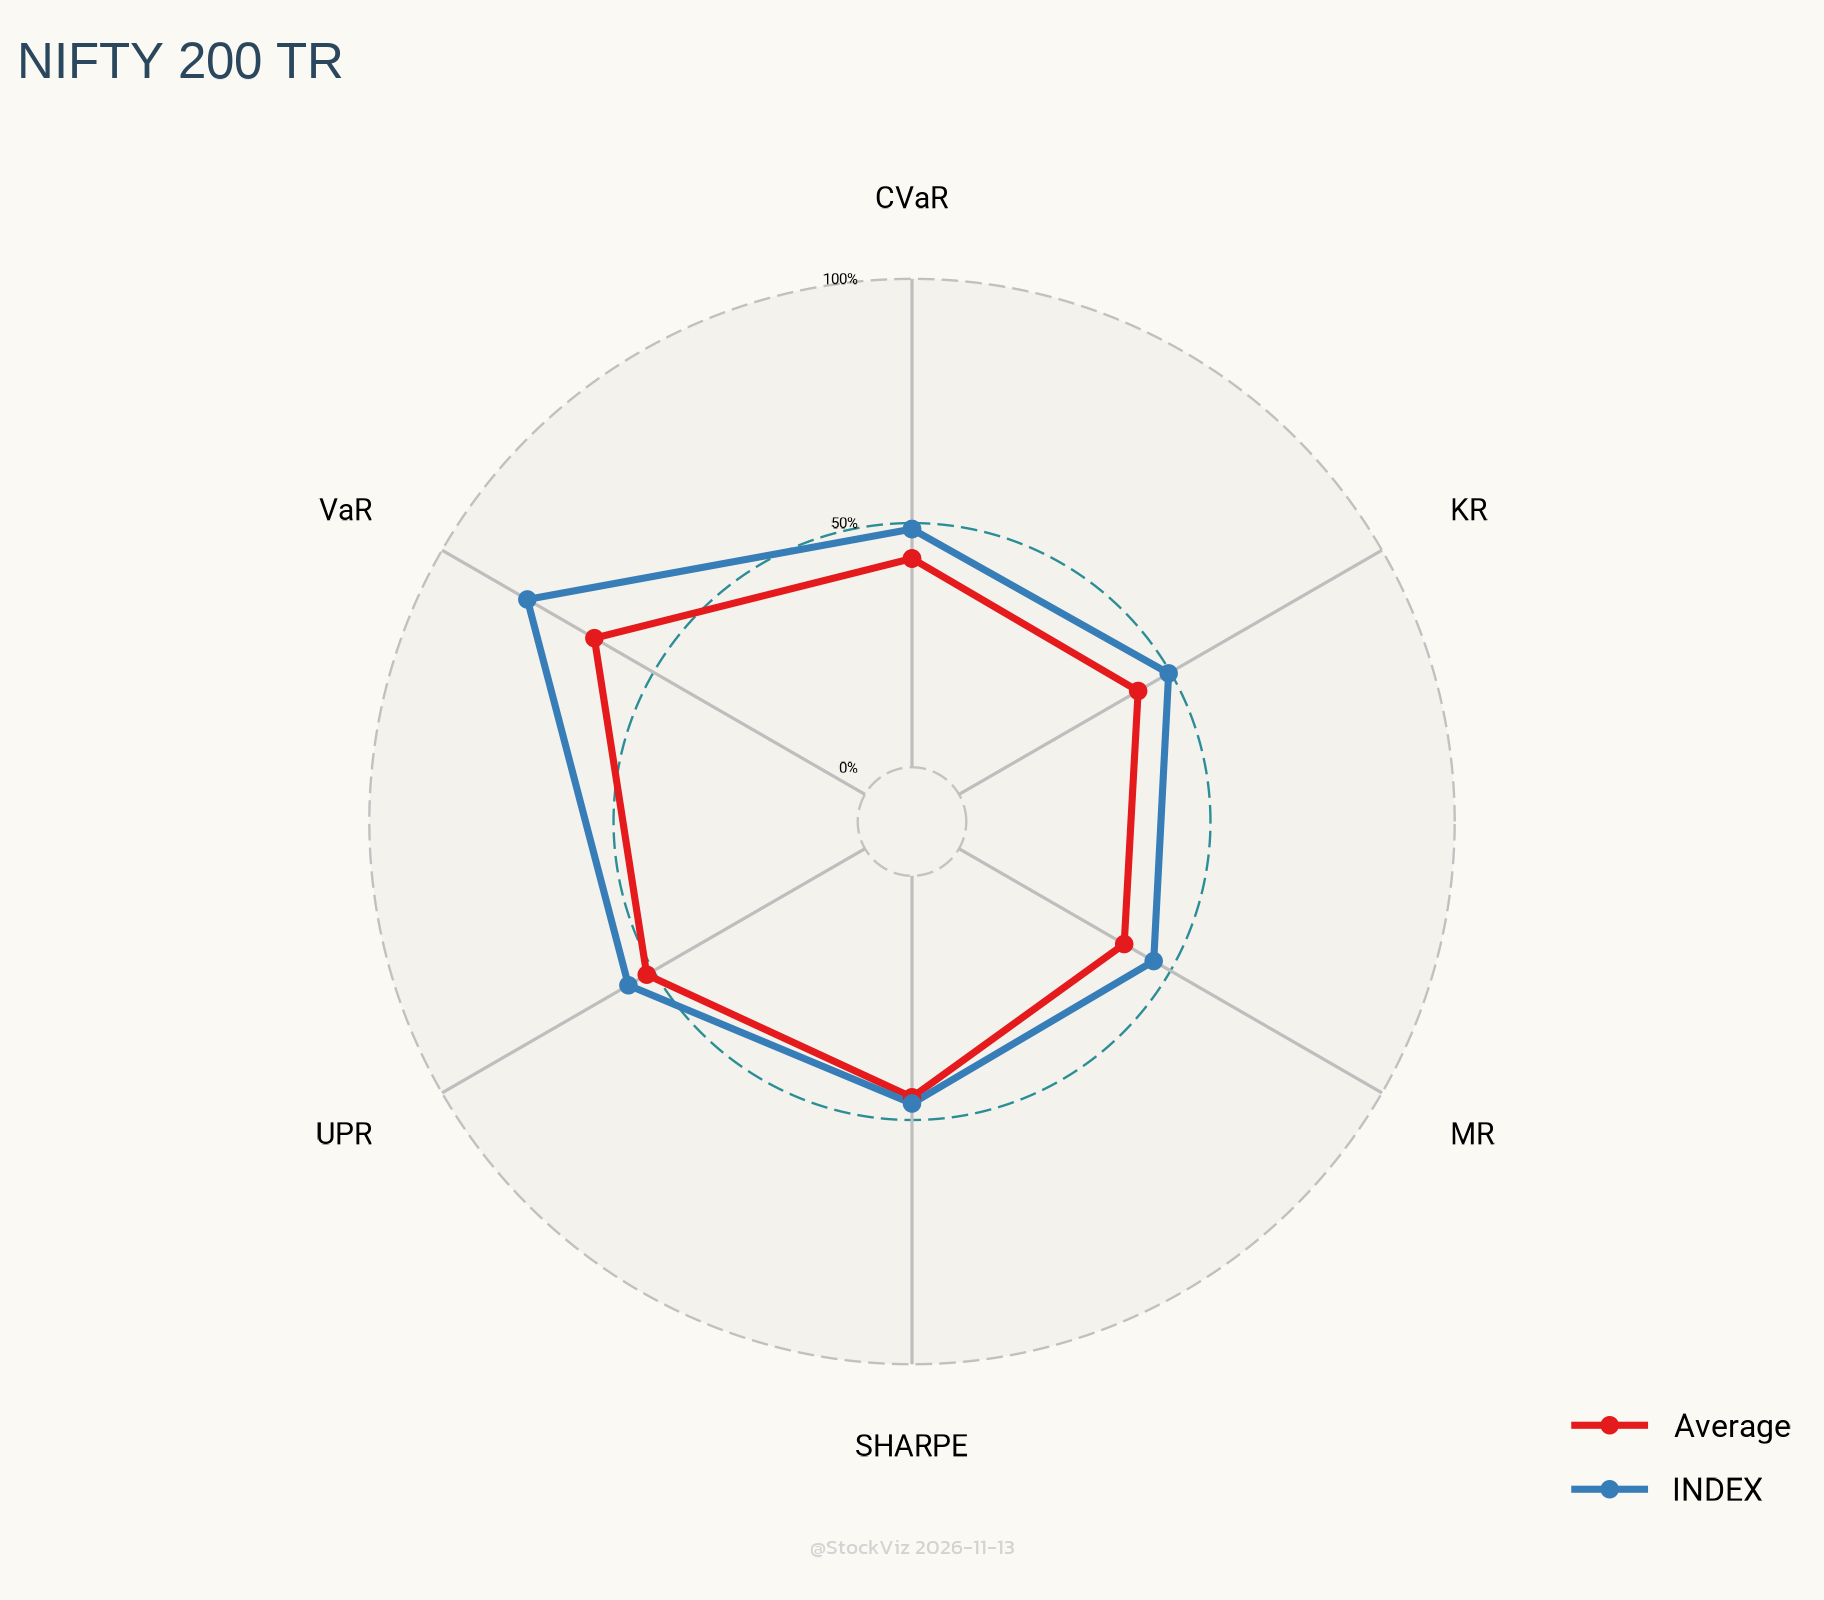 NIFTY 200 TR
CVaR
100%
VaR
KR
50%
0%
UPR
MR
SHARPE
Average
INDEX
@StockViz 2026-11-13